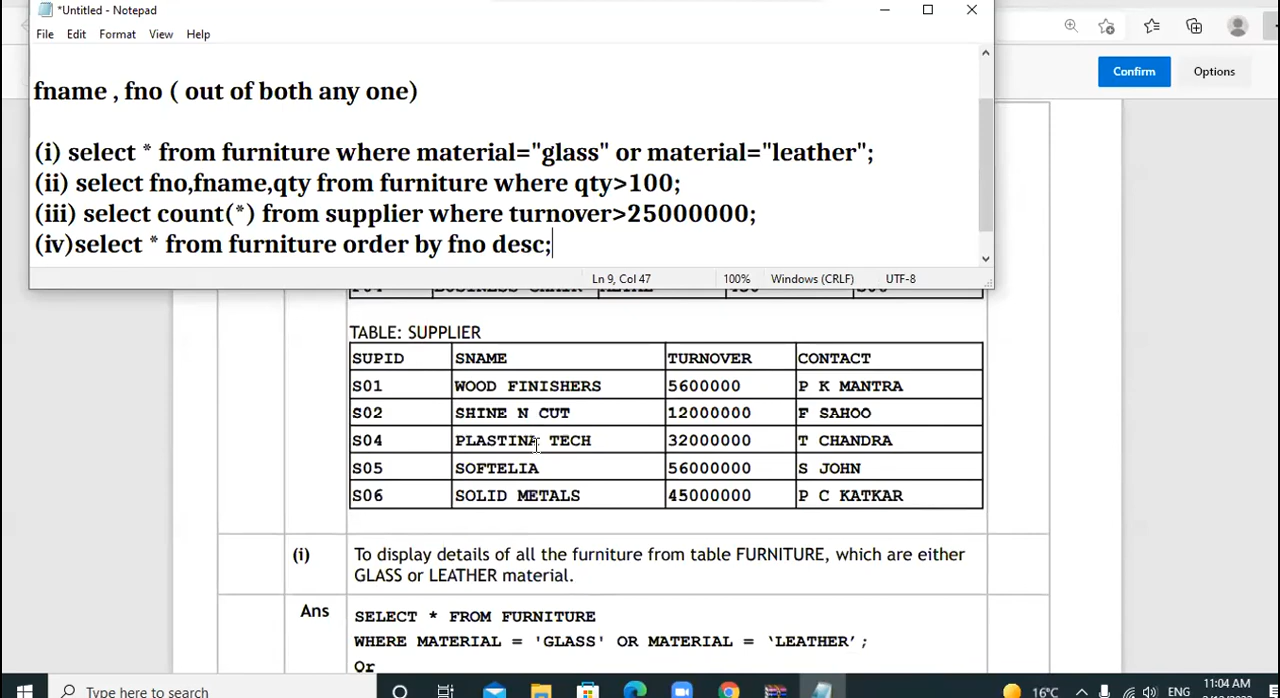 *Untitled - Notepad
File Edit Format View Help
Confirm Options
fname , fno ( out of both any one)
(i) select * from furniture where material="glass" or material="leather";
(ii) select fno,fname,qty from furniture where qty>100;
(iii) select count(*) from supplier where turnover>25000000;
(iv)select * from furniture order by fno desc;
Ln 9, Col 47 100% Windows (CRLF) UTF-8
TABLE: SUPPLIER
SUPID SNAME TURNOVER CONTACT
S01 WOOD FINISHERS 5600000 P K MANTRA
S02 SHINE N CUT 12000000 F SAHOO
S04 PLASTINA TECH 32000000 T CHANDRA
S05 SOFTELIA 56000000 S JOHN
S06 SOLID METALS 45000000 P C KATKAR
(i) To display details of all the furniture from table FURNITURE, which are either
GLASS or LEATHER material.
Ans SELECT * FROM FURNITURE
WHERE MATERIAL = 'GLASS' OR MATERIAL = 'LEATHER';
Or
Type here to search
16°C
ENG
11:04 AM